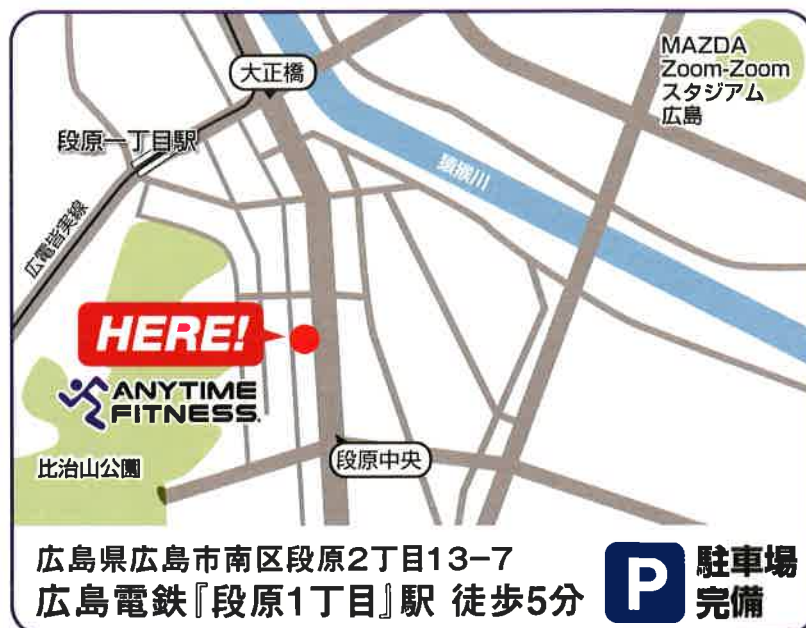 大正橋
MAZDA
Zoom-Zoom
スタジアム
広島
段原一丁目駅
猿猴川
広電皆実線
HERE!
ANYTIME
FITNESS.
比治山公園
段原中央
広島県広島市南区段原2丁目13-7
広島電鉄『段原1丁目』駅 徒歩5分
P
駐車場
完備